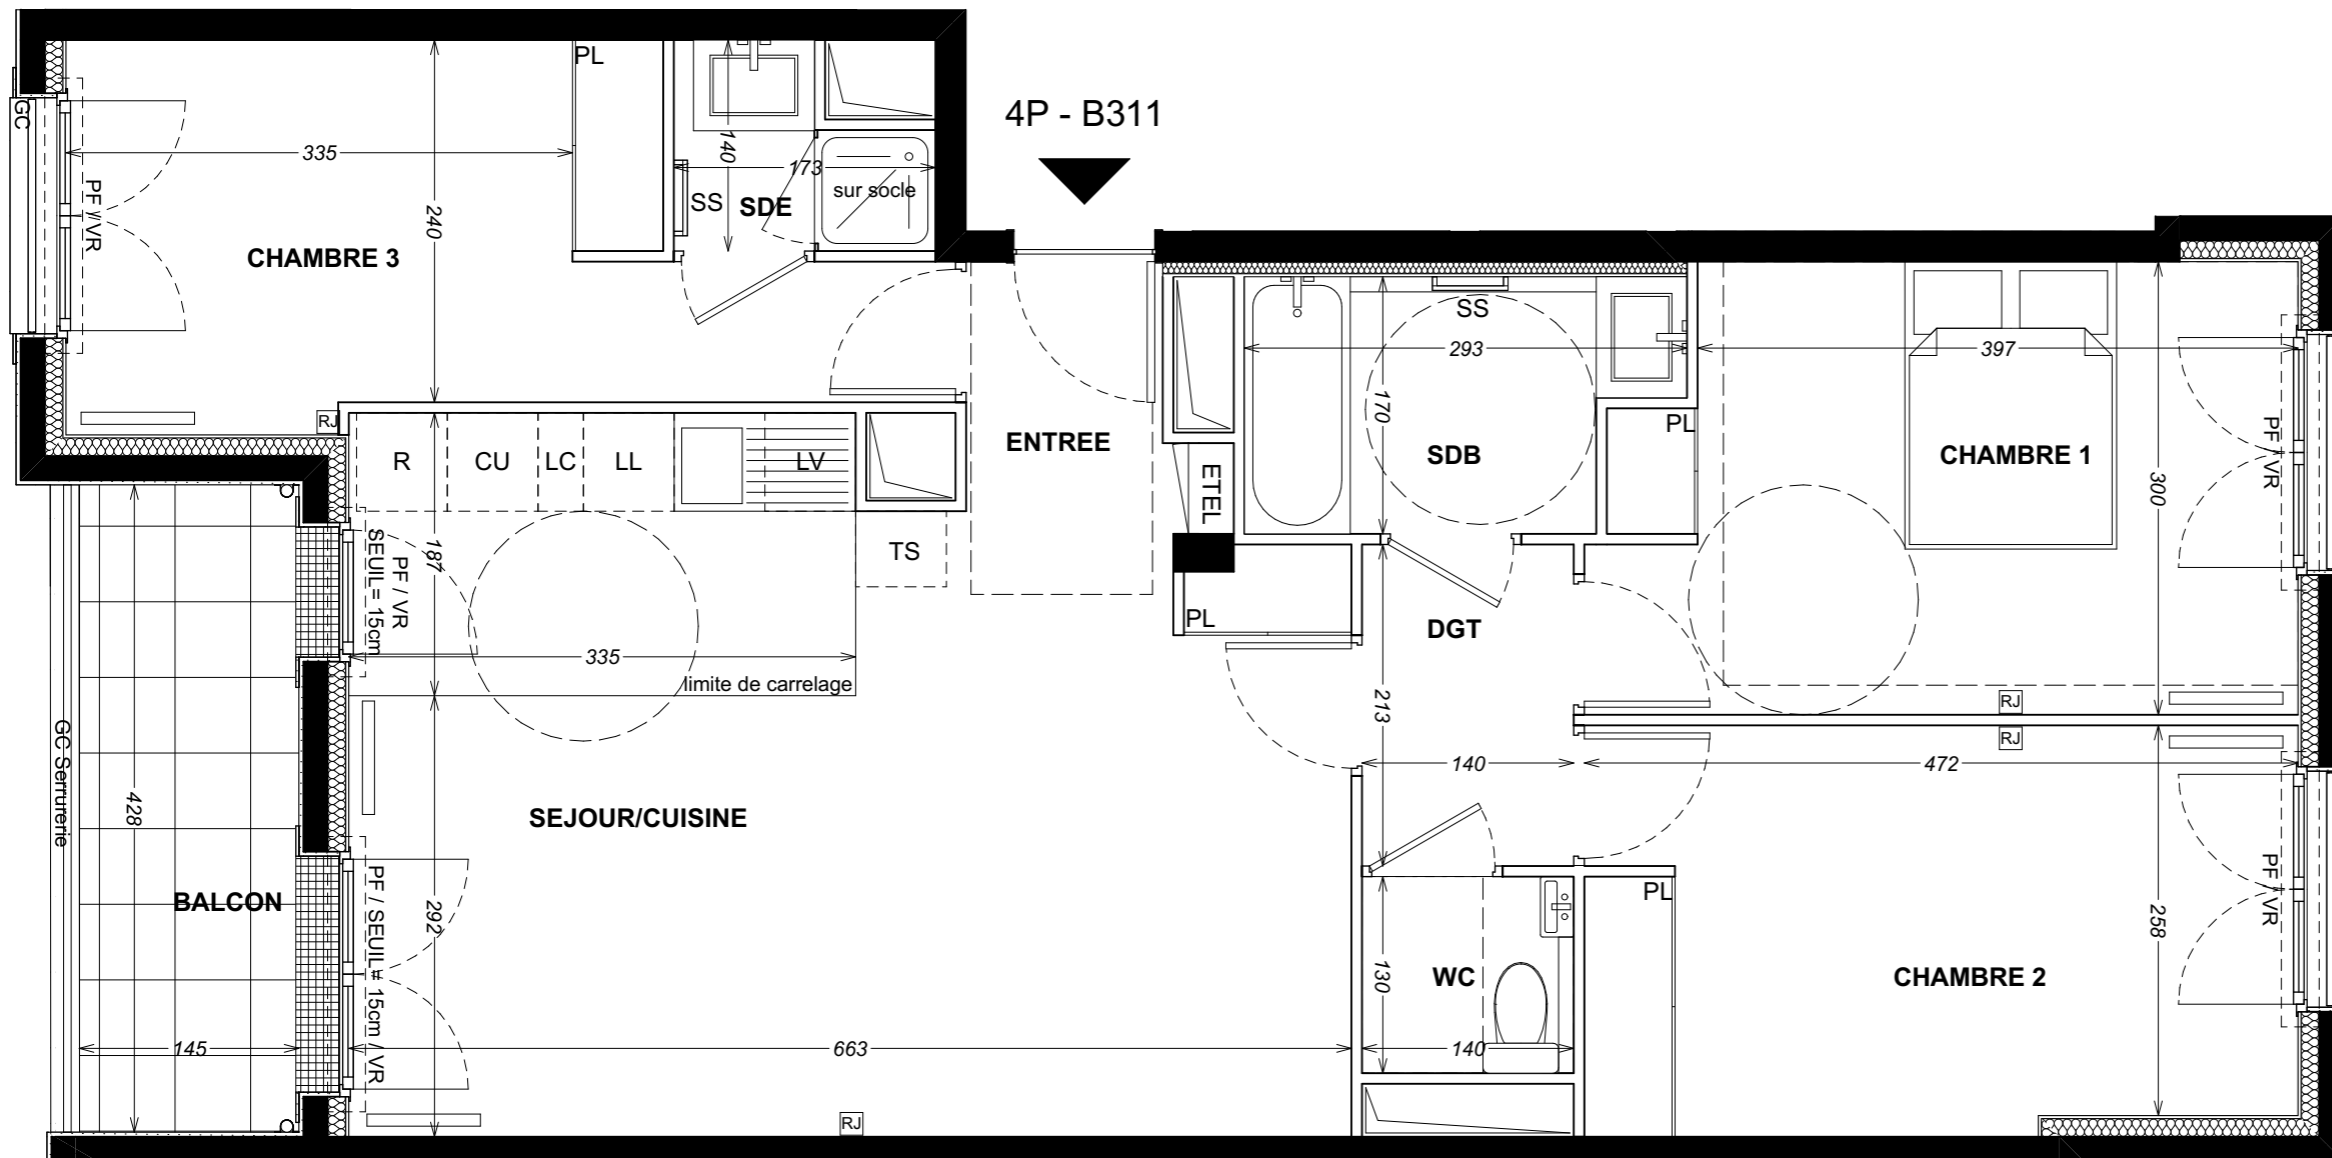 4P - B311
PL
GC
335
PF / VR
240
CHAMBRE 3
140
173
sur socle
SS
SDE
RJ
R
CU
LC
LL
LV
TS
ENTREE
ETEL
SS
293
170
SDB
PL
397
CHAMBRE 1
PF / VR
300
187
PF / VR
SEUIL= 15cm
335
limite de carrelage
PL
DGT
213
RJ
RJ
140
472
GC Serrurerie
428
BALCON
145
SEJOUR/CUISINE
292
PF / SEUIL= 15cm / VR
663
RJ
WC
130
140
PL
CHAMBRE 2
258
PF / VR